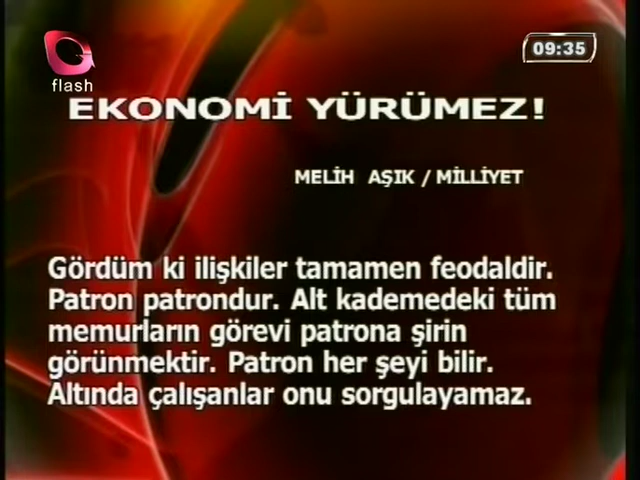 flash
09:35
EKONOMİ YÜRÜMEZ!
MELİH AŞIK / MİLLİYET
Gördüm ki ilişkiler tamamen feodaldir.
Patron patrondur. Alt kademedeki tüm
memurların görevi patrona şirin
görünmektir. Patron her şeyi bilir.
Altında çalışanlar onu sorgulayamaz.